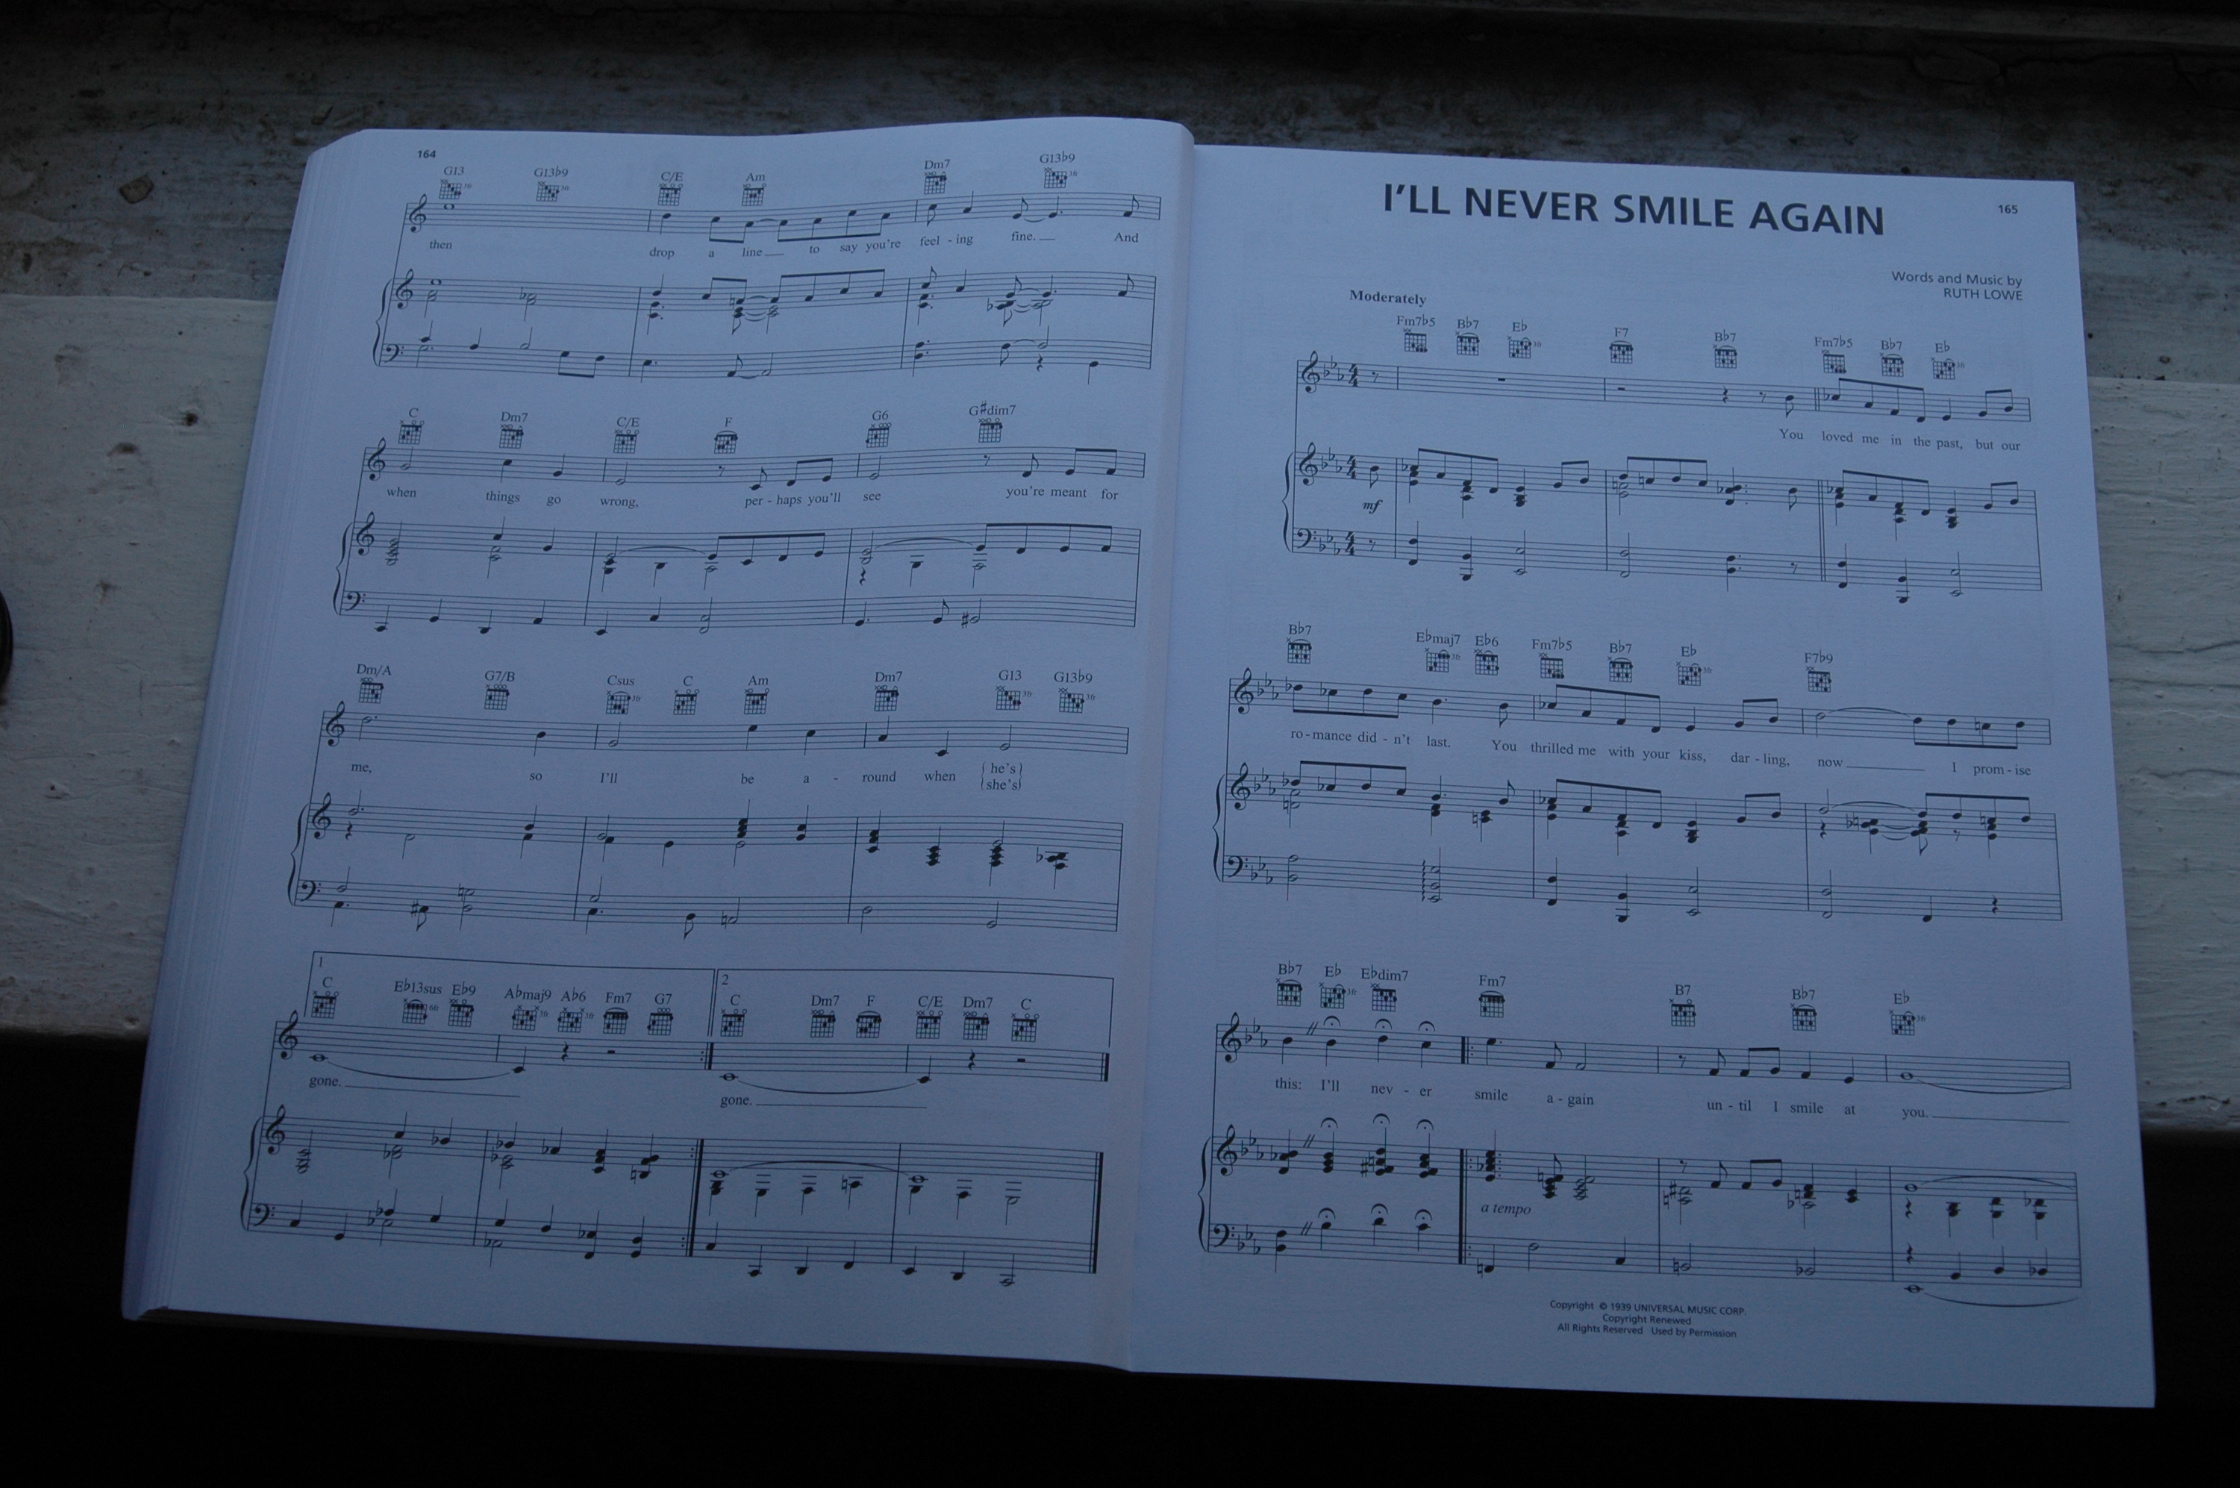 164
G13 G13♭9 C/E Am Dm7 G13♭9
then drop a line to say you're feel - ing fine. And
C Dm7 C/E F G6 G♯dim7
when things go wrong, per - haps you'll see you're meant for
Dm/A G7/B Csus C Am Dm7 G13 G13♭9
me, so I'll be a - round when {he's}
{she's}
1 2
C E♭13sus E♭9 A♭maj9 A♭6 Fm7 G7 C Dm7 F C/E Dm7 C
gone. gone.
165
I'LL NEVER SMILE AGAIN
Words and Music by
RUTH LOWE
Moderately
Fm7♭5 B♭7 E♭ F7 B♭7 Fm7♭5 B♭7 E♭
You loved me in the past, but our
mf
B♭7 E♭maj7 E♭6 Fm7♭5 B♭7 E♭ F7♭9
ro - mance did - n't last. You thrilled me with your kiss, dar - ling, now I prom - ise
B♭7 E♭ E♭dim7 Fm7 B7 B♭7 E♭
this: I'll nev - er smile a - gain un - til I smile at you.
a tempo
Copyright © 1939 UNIVERSAL MUSIC CORP.
Copyright Renewed
All Rights Reserved Used by Permission